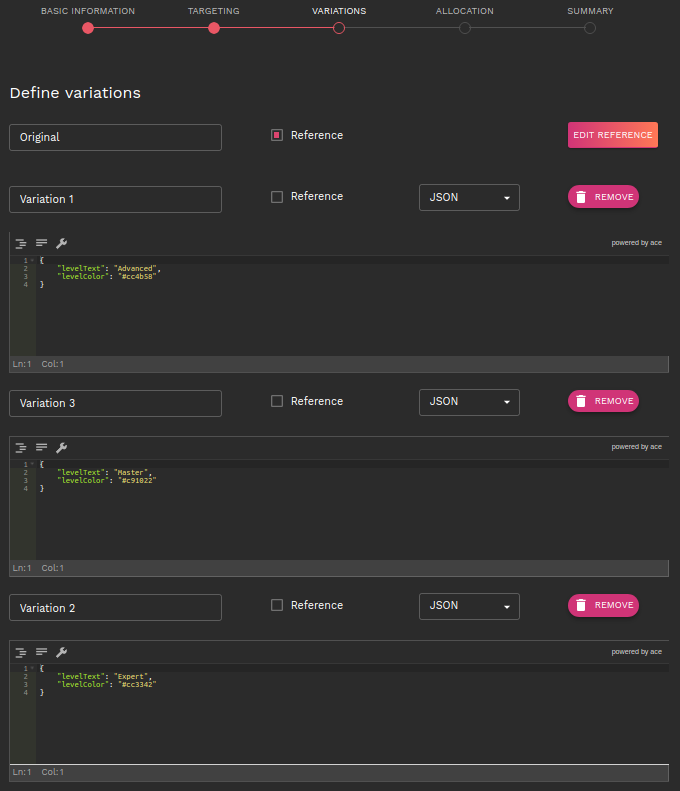 BASIC INFORMATION TARGETING VARIATIONS ALLOCATION SUMMARY
Define variations
Original Reference EDIT REFERENCE
Variation 1 Reference JSON REMOVE
powered by ace
1 {
2 "levelText": "Advanced",
3 "levelColor": "#cc4b58"
4 }
Ln:1 Col:1
Variation 3 Reference JSON REMOVE
powered by ace
1 {
2 "levelText": "Master",
3 "levelColor": "#c91022"
4 }
Ln:1 Col:1
Variation 2 Reference JSON REMOVE
powered by ace
1 {
2 "levelText": "Expert",
3 "levelColor": "#cc3342"
4 }
Ln:1 Col:1